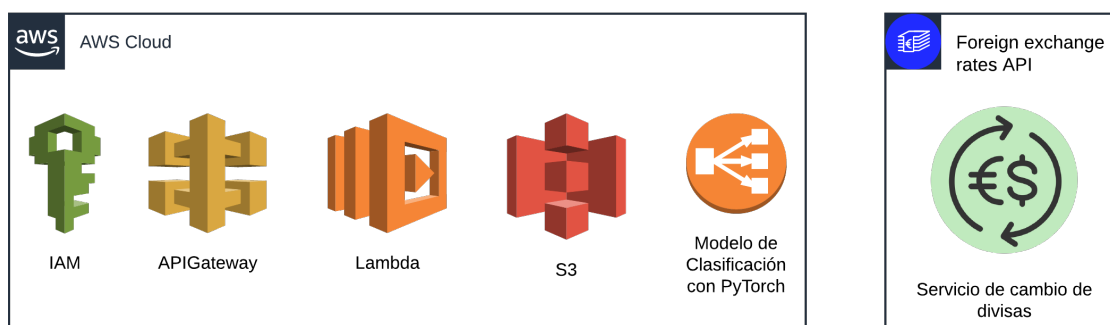 aws
AWS Cloud
IAM
APIGateway
Lambda
S3
Modelo de
Clasificación
con PyTorch
€
Foreign exchange
rates API
€$
Servicio de cambio de
divisas